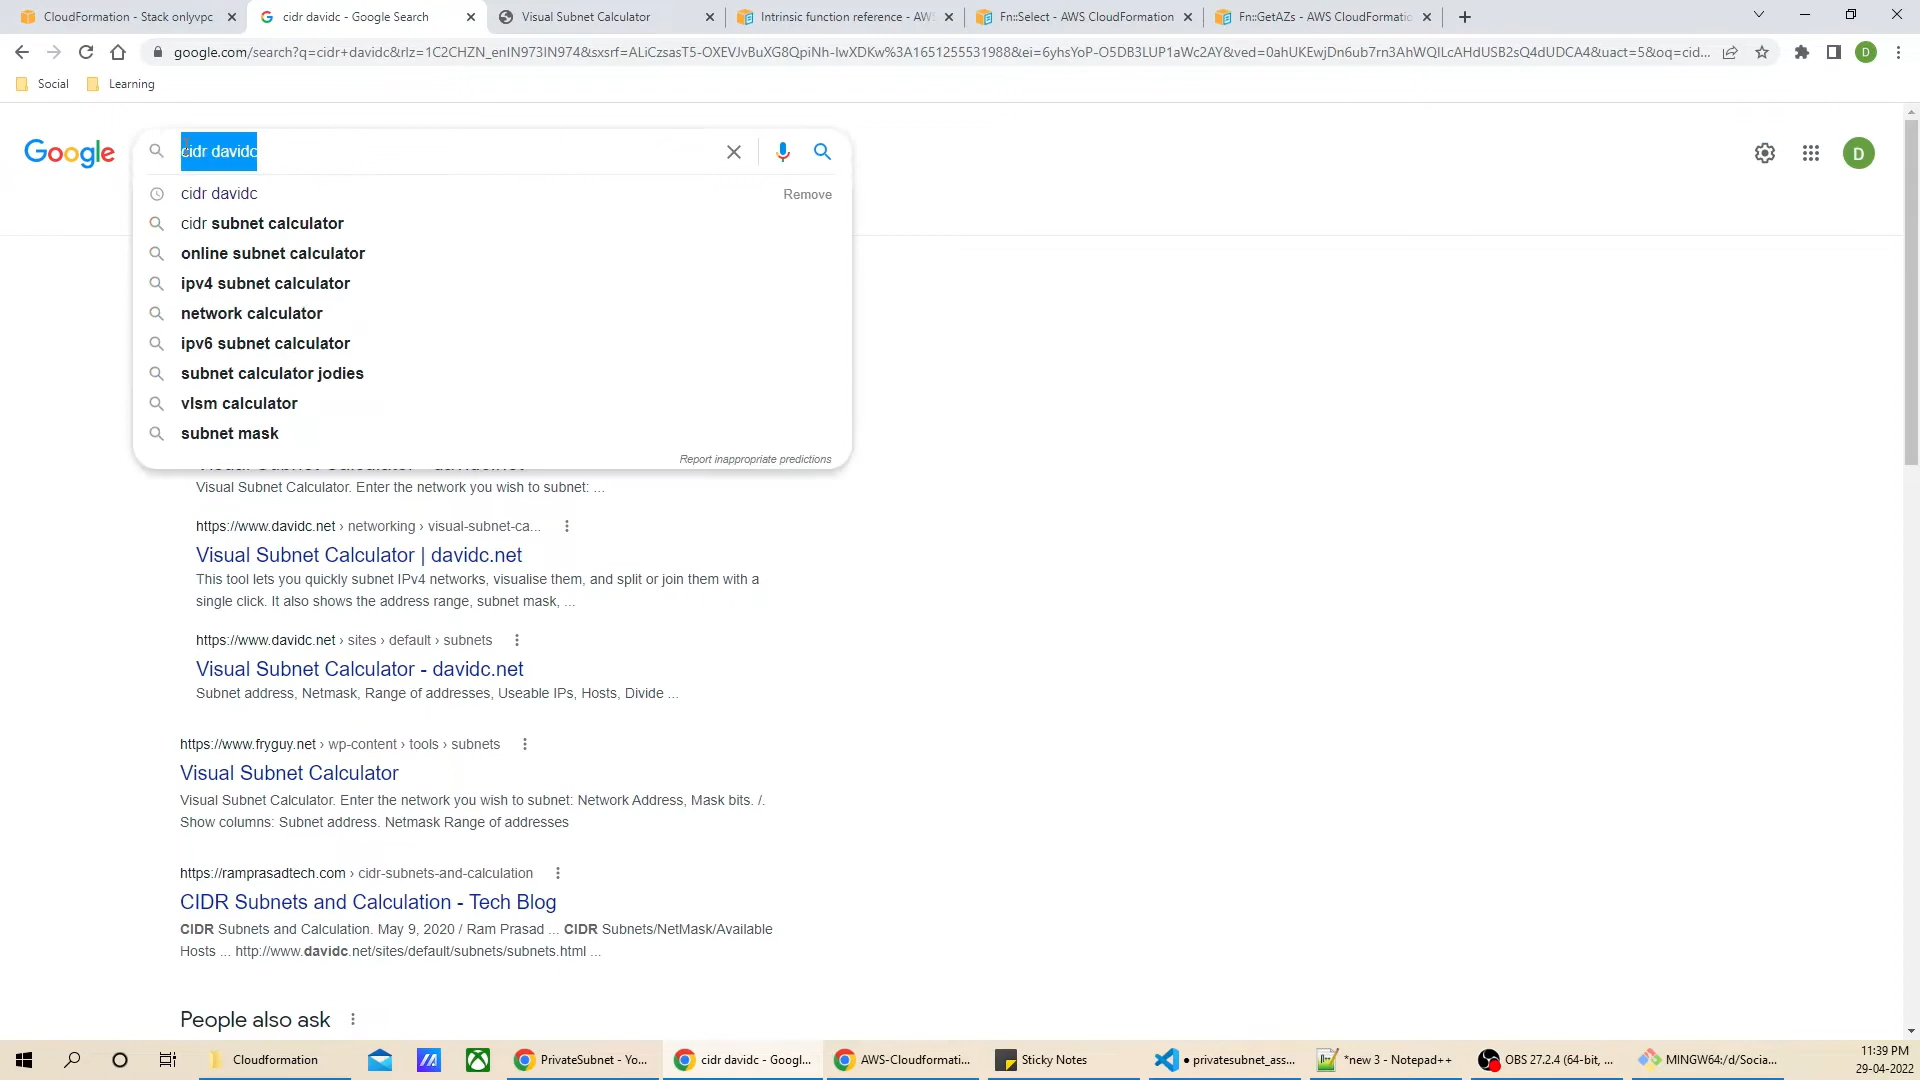 CloudFormation - Stack onlyvpc
cidr davidc - Google Search
Visual Subnet Calculator
Intrinsic function reference - AWS
Fn::Select - AWS CloudFormation
Fn::GetAZs - AWS CloudFormatic
google.com/search?q=cidr+davidc&rlz=1C2CHZN_enIN973IN974&sxsrf=ALiCzsasT5-OXEVJvBuXG8QpiNh-IwXDKw%3A1651255531988&ei=6yhsYoP-O5DB3LUP1aWc2AY&ved=0ahUKEwjDn6ub7rn3AhWQILcAHdUSB2sQ4dUDCA4&uact=5&oq=cid...
D
Social
Learning
Google
cidr davidc
D
cidr davidc
Remove
cidr subnet calculator
online subnet calculator
ipv4 subnet calculator
network calculator
ipv6 subnet calculator
subnet calculator jodies
vlsm calculator
subnet mask
Report inappropriate predictions
Visual Subnet Calculator - davidc.net
Visual Subnet Calculator. Enter the network you wish to subnet: ...
https://www.davidc.net › networking › visual-subnet-ca...
Visual Subnet Calculator | davidc.net
This tool lets you quickly subnet IPv4 networks, visualise them, and split or join them with a
single click. It also shows the address range, subnet mask, ...
https://www.davidc.net › sites › default › subnets
Visual Subnet Calculator - davidc.net
Subnet address, Netmask, Range of addresses, Useable IPs, Hosts, Divide ...
https://www.fryguy.net › wp-content › tools › subnets
Visual Subnet Calculator
Visual Subnet Calculator. Enter the network you wish to subnet: Network Address, Mask bits. /.
Show columns: Subnet address. Netmask Range of addresses
https://ramprasadtech.com › cidr-subnets-and-calculation
CIDR Subnets and Calculation - Tech Blog
CIDR Subnets and Calculation. May 9, 2020 / Ram Prasad ... CIDR Subnets/NetMask/Available
Hosts ... http://www.davidc.net/sites/default/subnets/subnets.html ...
People also ask
Cloudformation
PrivateSubnet - Yo...
cidr davidc - Googl...
AWS-Cloudformati...
Sticky Notes
• privatesubnet_ass...
*new 3 - Notepad++
OBS 27.2.4 (64-bit, ...
MINGW64:/d/Socia...
11:39 PM
29-04-2022